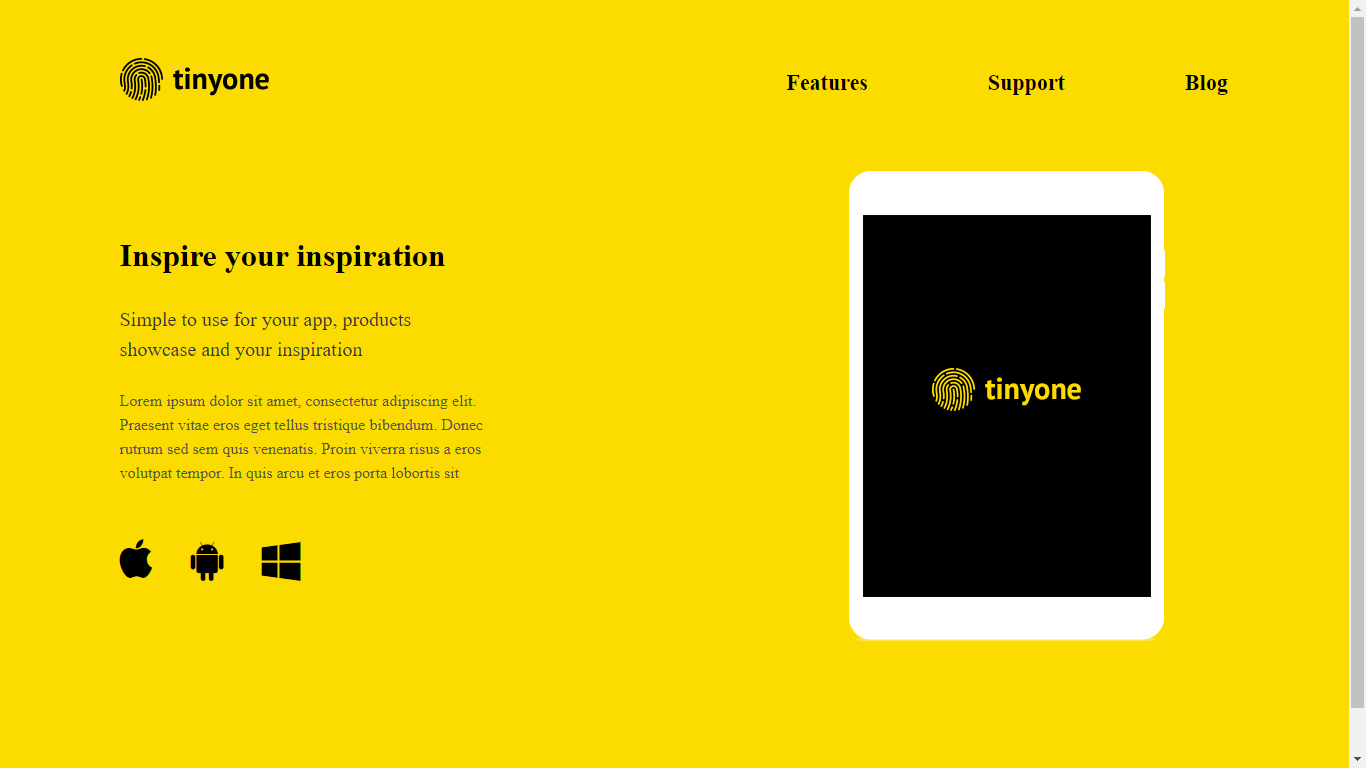 tinyone
Features Support Blog
Inspire your inspiration
Simple to use for your app, products
showcase and your inspiration
Lorem ipsum dolor sit amet, consectetur adipiscing elit.
Praesent vitae eros eget tellus tristique bibendum. Donec
rutrum sed sem quis venenatis. Proin viverra risus a eros
volutpat tempor. In quis arcu et eros porta lobortis sit
tinyone